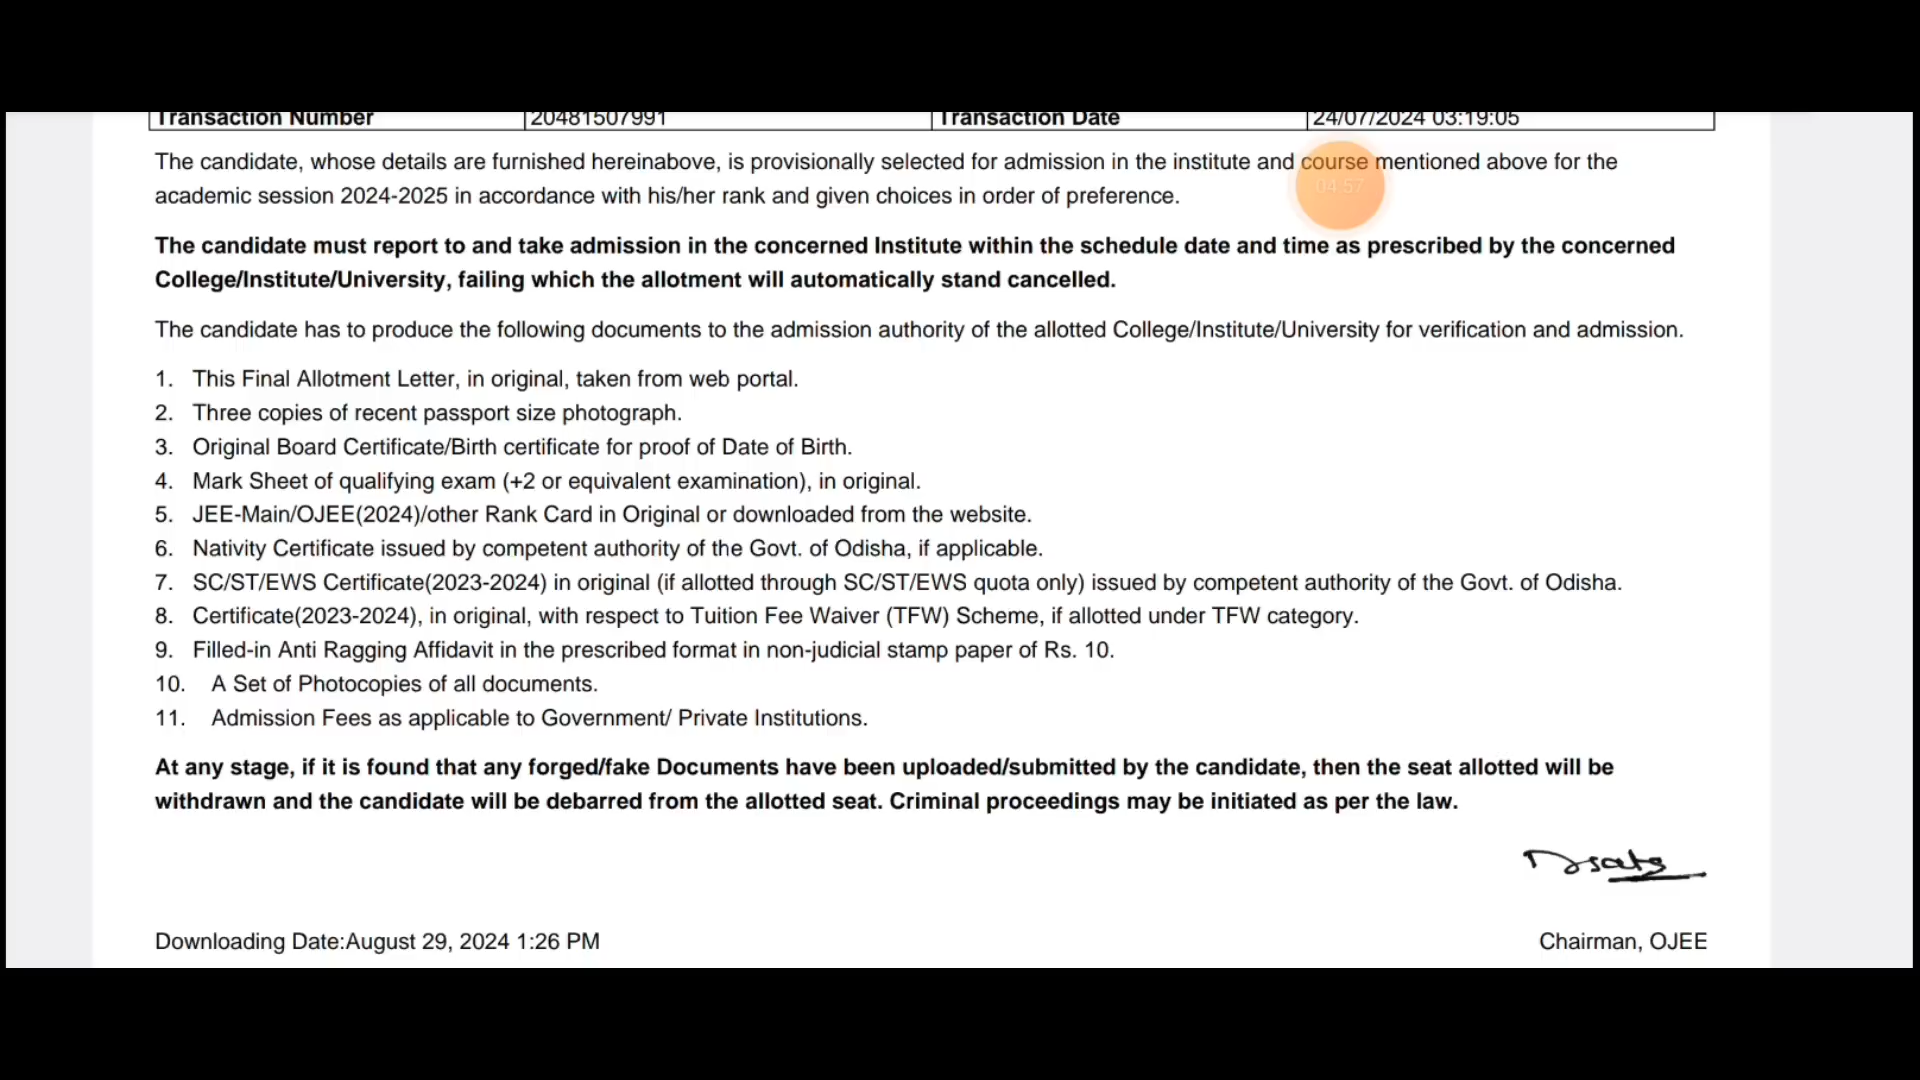 Transaction Number 20481507991 Transaction Date 24/07/2024 03:19:05
The candidate, whose details are furnished hereinabove, is provisionally selected for admission in the institute and course mentioned above for the
04:57
academic session 2024-2025 in accordance with his/her rank and given choices in order of preference.
The candidate must report to and take admission in the concerned Institute within the schedule date and time as prescribed by the concerned
College/Institute/University, failing which the allotment will automatically stand cancelled.
The candidate has to produce the following documents to the admission authority of the allotted College/Institute/University for verification and admission.
1. This Final Allotment Letter, in original, taken from web portal.
2. Three copies of recent passport size photograph.
3. Original Board Certificate/Birth certificate for proof of Date of Birth.
4. Mark Sheet of qualifying exam (+2 or equivalent examination), in original.
5. JEE-Main/OJEE(2024)/other Rank Card in Original or downloaded from the website.
6. Nativity Certificate issued by competent authority of the Govt. of Odisha, if applicable.
7. SC/ST/EWS Certificate(2023-2024) in original (if allotted through SC/ST/EWS quota only) issued by competent authority of the Govt. of Odisha.
8. Certificate(2023-2024), in original, with respect to Tuition Fee Waiver (TFW) Scheme, if allotted under TFW category.
9. Filled-in Anti Ragging Affidavit in the prescribed format in non-judicial stamp paper of Rs. 10.
10. A Set of Photocopies of all documents.
11. Admission Fees as applicable to Government/ Private Institutions.
At any stage, if it is found that any forged/fake Documents have been uploaded/submitted by the candidate, then the seat allotted will be
withdrawn and the candidate will be debarred from the allotted seat. Criminal proceedings may be initiated as per the law.
Downloading Date:August 29, 2024 1:26 PM Chairman, OJEE